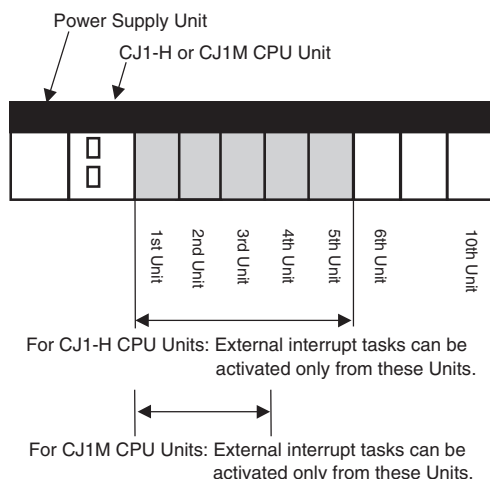 Power Supply Unit
CJ1-H or CJ1M CPU Unit
1st Unit
2nd Unit
3rd Unit
4th Unit
5th Unit
6th Unit
10th Unit
For CJ1-H CPU Units: External interrupt tasks can be
activated only from these Units.
For CJ1M CPU Units: External interrupt tasks can be
activated only from these Units.